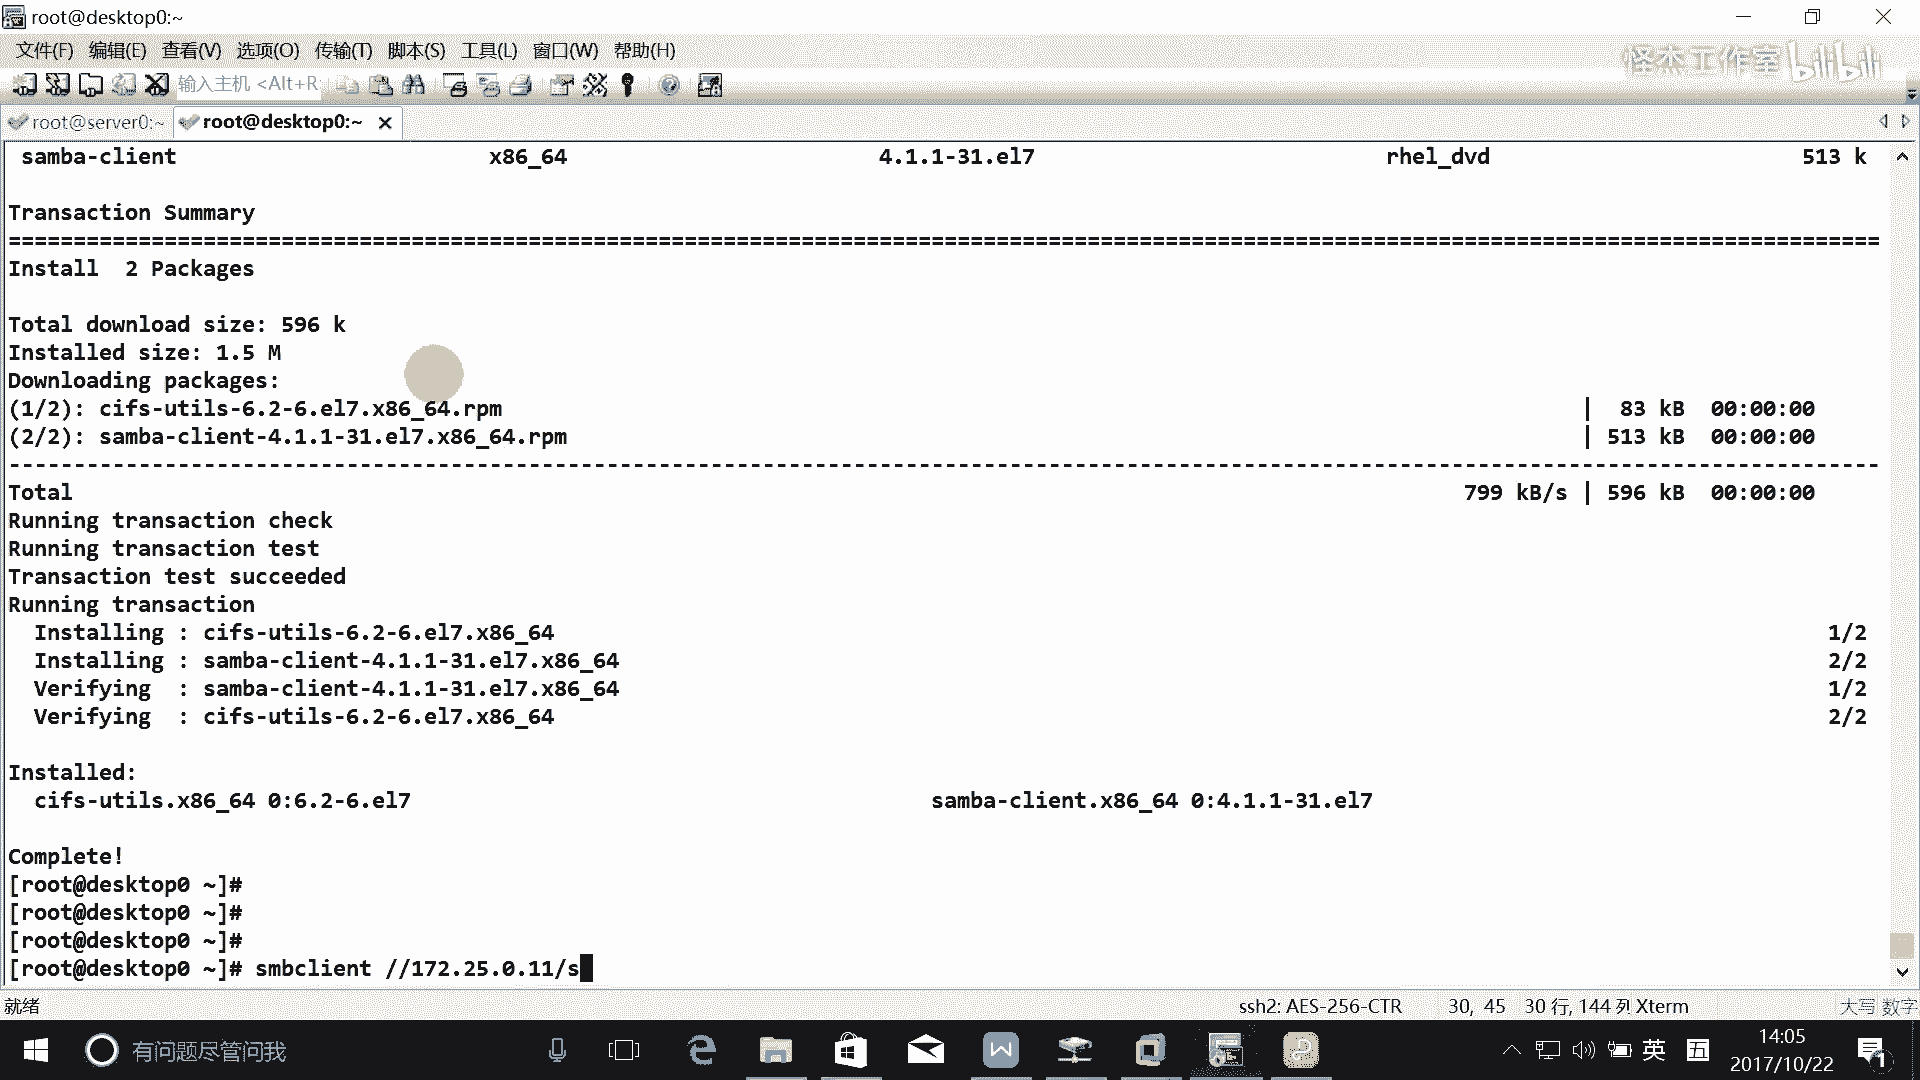 root@desktop0:~
文件(F) 编辑(E) 查看(V) 选项(O) 传输(T) 脚本(S) 工具(L) 窗口(W) 帮助(H)
怪杰工作室 bilibili
输入主机 <Alt+R
root@server0:~ root@desktop0:~
samba-client x86_64 4.1.1-31.el7 rhel_dvd 513 k
Transaction Summary
================================================================================================================================================
Install 2 Packages
Total download size: 596 k
Installed size: 1.5 M
Downloading packages:
(1/2): cifs-utils-6.2-6.el7.x86_64.rpm | 83 kB 00:00:00
(2/2): samba-client-4.1.1-31.el7.x86_64.rpm | 513 kB 00:00:00
------------------------------------------------------------------------------------------------------------------------------------------------
Total 799 kB/s | 596 kB 00:00:00
Running transaction check
Running transaction test
Transaction test succeeded
Running transaction
Installing : cifs-utils-6.2-6.el7.x86_64 1/2
Installing : samba-client-4.1.1-31.el7.x86_64 2/2
Verifying : samba-client-4.1.1-31.el7.x86_64 1/2
Verifying : cifs-utils-6.2-6.el7.x86_64 2/2
Installed:
cifs-utils.x86_64 0:6.2-6.el7 samba-client.x86_64 0:4.1.1-31.el7
Complete!
[root@desktop0 ~]#
[root@desktop0 ~]#
[root@desktop0 ~]#
[root@desktop0 ~]# smbclient //172.25.0.11/s
就绪 ssh2: AES-256-CTR 30, 45 30 行, 144 列 Xterm 大写 数字
有问题尽管问我 英 五 14:05
2017/10/22 1